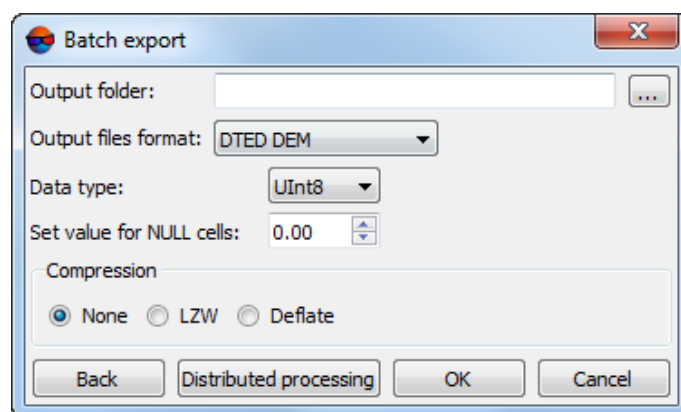 Batch export
Output folder:
...
Output files format: DTED DEM
Data type: UInt8
Set value for NULL cells: 0.00
Compression
None LZW Deflate
Back Distributed processing OK Cancel